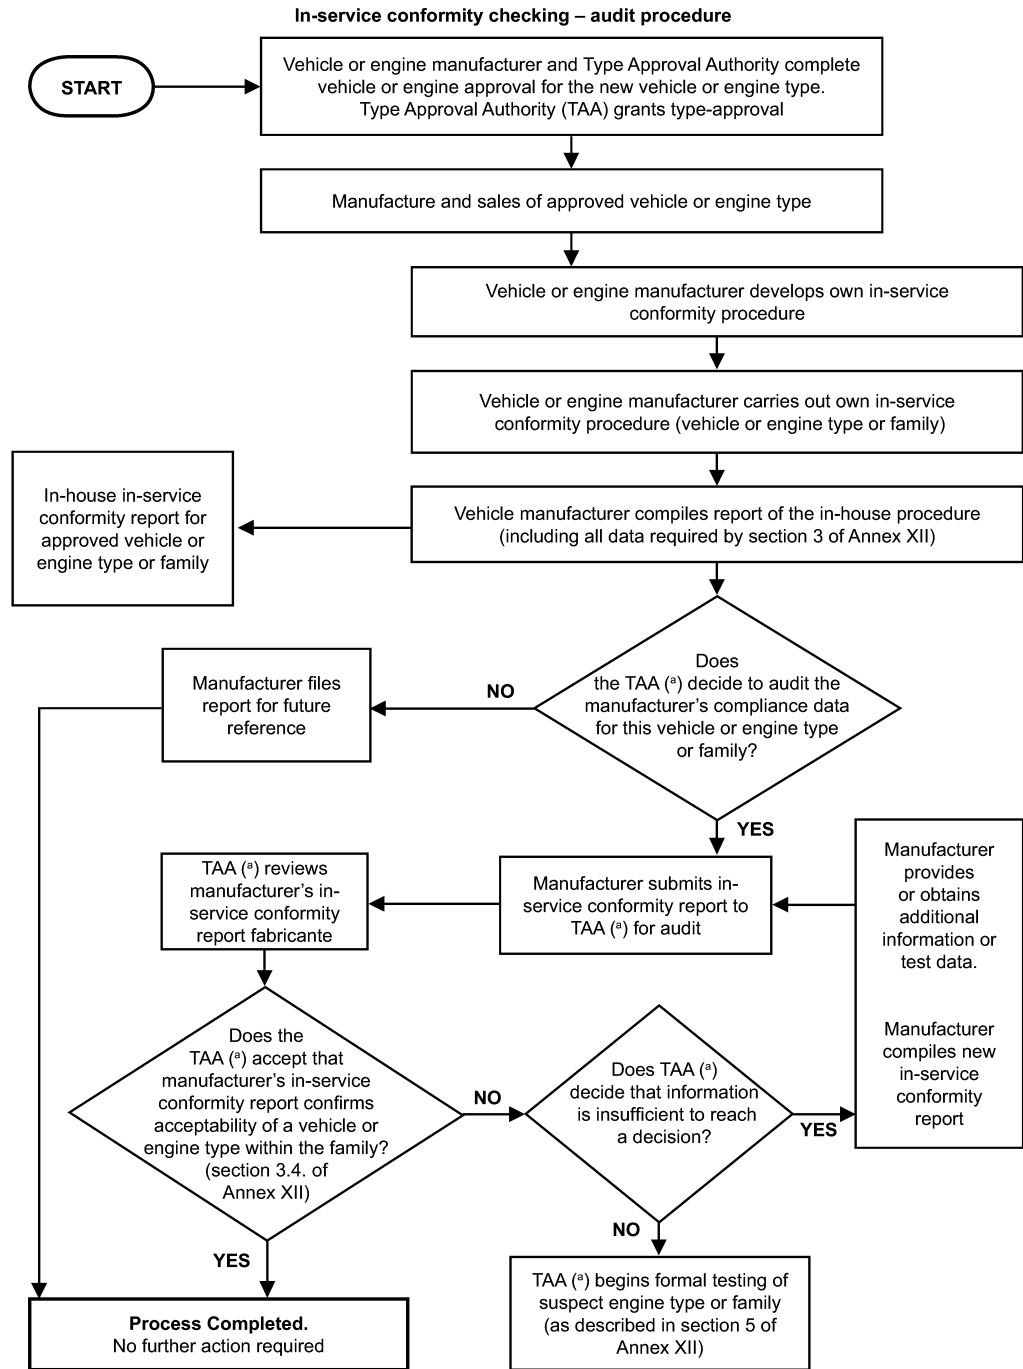 In-service conformity checking – audit procedure
START
Vehicle or engine manufacturer and Type Approval Authority complete
vehicle or engine approval for the new vehicle or engine type.
Type Approval Authority (TAA) grants type-approval
Manufacture and sales of approved vehicle or engine type
Vehicle or engine manufacturer develops own in-service
conformity procedure
Vehicle or engine manufacturer carries out own in-service
conformity procedure (vehicle or engine type or family)
In-house in-service
conformity report for
approved vehicle or
engine type or family
Vehicle manufacturer compiles report of the in-house procedure
(including all data required by section 3 of Annex XII)
Does
the TAA (ᵃ) decide to audit the
manufacturer’s compliance data
for this vehicle or engine type
or family?
NO
Manufacturer files
report for future
reference
YES
Manufacturer
provides
or obtains
additional
information or
test data.
Manufacturer
compiles new
in-service
conformity
report
Manufacturer submits in-
service conformity report to
TAA (ᵃ) for audit
TAA (ᵃ) reviews
manufacturer’s in-
service conformity
report fabricante
Does the
TAA (ᵃ) accept that
manufacturer’s in-service
conformity report confirms
acceptability of a vehicle or
engine type within the family?
(section 3.4. of
Annex XII)
NO
Does TAA (ᵃ)
decide that information
is insufficient to reach
a decision?
YES
NO
YES
TAA (ᵃ) begins formal testing of
suspect engine type or family
(as described in section 5 of
Annex XII)
Process Completed.
No further action required